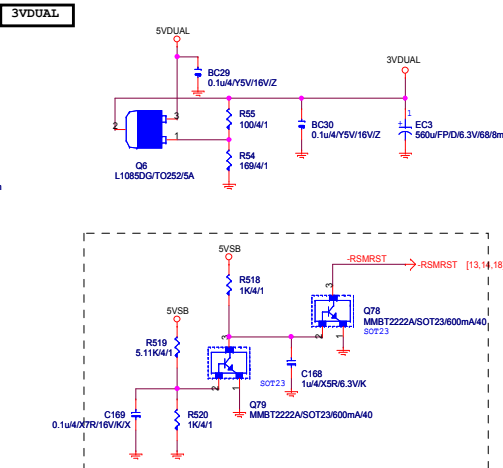 3VDUAL
5VDUAL
3VDUAL
BC29
0.1u/4/Y5V/16V/Z
2
3
1
R55
100/4/1
BC30
0.1u/4/Y5V/16V/Z
1
+
EC3
560u/FP/D/6.3V/68/8m
Q6
L1085DG/TO252/5A
R54
169/4/1
5VSB
-RSMRST
-RSMRST [13,14,18
R518
1K/4/1
3
5VSB
Q78
MMBT2222A/SOT23/600mA/40
SOT23
2
1
R519
5.11K/4/1
3
C168
1u/4/X5R/6.3V/K
SOT23
2
1
Q79
MMBT2222A/SOT23/600mA/40
C169
0.1u/4/X7R/16V/K/X
R520
1K/4/1